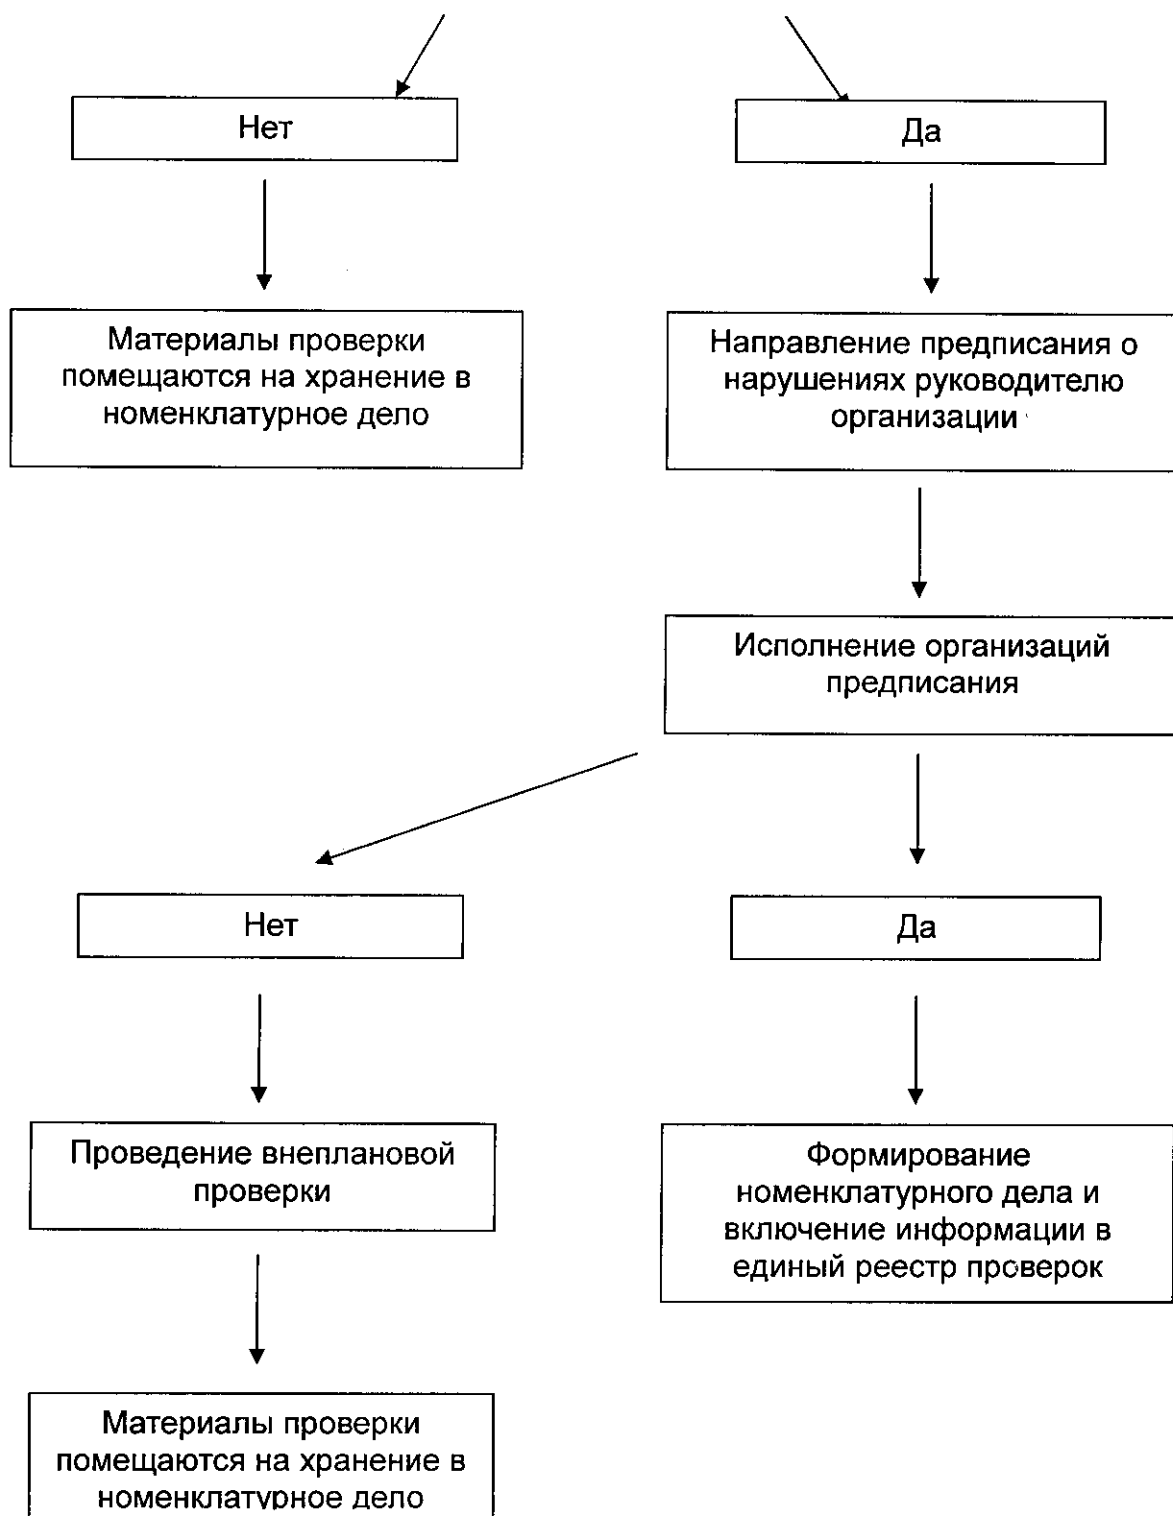 Нет
Да
Материалы проверки
помещаются на хранение в
номенклатурное дело
Направление предписания о
нарушениях руководителю
организации
Исполнение организаций
предписания
Нет
Да
Проведение внеплановой
проверки
Формирование
номенклатурного дела и
включение информации в
единый реестр проверок
Материалы проверки
помещаются на хранение в
номенклатурное дело